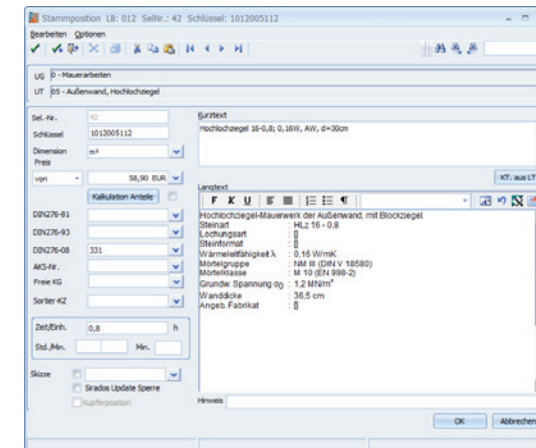 Stammposition LB: 012 SelNr.: 42 Schlüssel: 1012005112
Bearbeiten Optionen
UG 0 - Mauerarbeiten
UT 05 - Außenwand, Hochlochziegel
Sel.-Nr. 42
Schlüssel 1012005112
Dimension m²
Preis
von 58,90 EUR
Kalkulation Anteile
DIN276-81
DIN276-93
DIN276-08 331
AKS-Nr.
Freie KG
Sortier-KZ
Zeit/Einh. 0,8 h
Std./Min. Min.
Skizze
Sirados Update Sperre
Kupferposition
Kurztext
Hochlochziegel 16-0,8; 0,16W, AW, d=30cm
KT. aus LT
Langtext
F K U
Hochlochziegel-Mauerwerk der Außenwand, mit Blockziegel
Steinart : HLz 16 - 0,8
Lochungsart : []
Steinformat : []
Wärmeleitfähigkeit λ : 0,16 W/mK
Mörtelgruppe : NM III (DIN V 18580)
Mörtelklasse : M 10 (EN 998-2)
Grundw. Spannung σ0 : 1,2 MN/m²
Wanddicke : 36,5 cm
Angeb. Fabrikat : []
Hinweis
OK Abbrechen